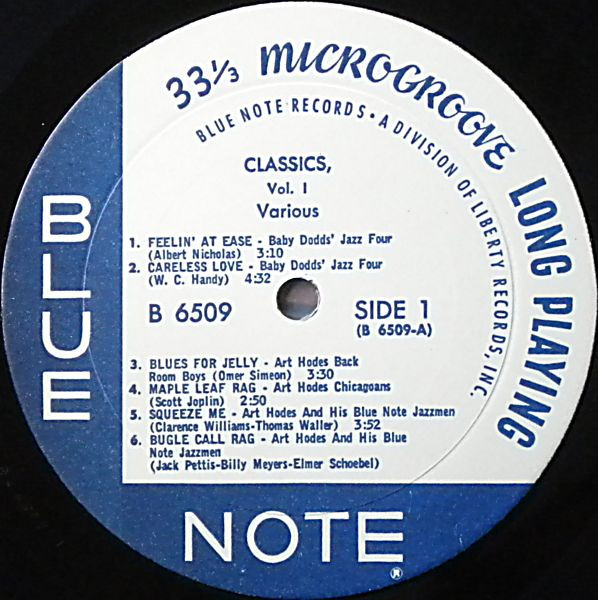 33⅓ MICROGROOVE LONG PLAYING
BLUE NOTE RECORDS • A DIVISION OF LIBERTY RECORDS, INC.
CLASSICS,
Vol. I
Various
1. FEELIN' AT EASE - Baby Dodds' Jazz Four
(Albert Nicholas) 3:10
2. CARELESS LOVE - Baby Dodds' Jazz Four
(W. C. Handy) 4:32
B 6509
SIDE 1
(B 6509-A)
3. BLUES FOR JELLY - Art Hodes Back
Room Boys (Omer Simeon) 3:30
4. MAPLE LEAF RAG - Art Hodes Chicagoans
(Scott Joplin) 2:50
5. SQUEEZE ME - Art Hodes And His Blue Note Jazzmen
(Clarence Williams-Thomas Waller) 3:52
6. BUGLE CALL RAG - Art Hodes And His Blue
Note Jazzmen
(Jack Pettis-Billy Meyers-Elmer Schoebel)
BLUE
NOTE
®